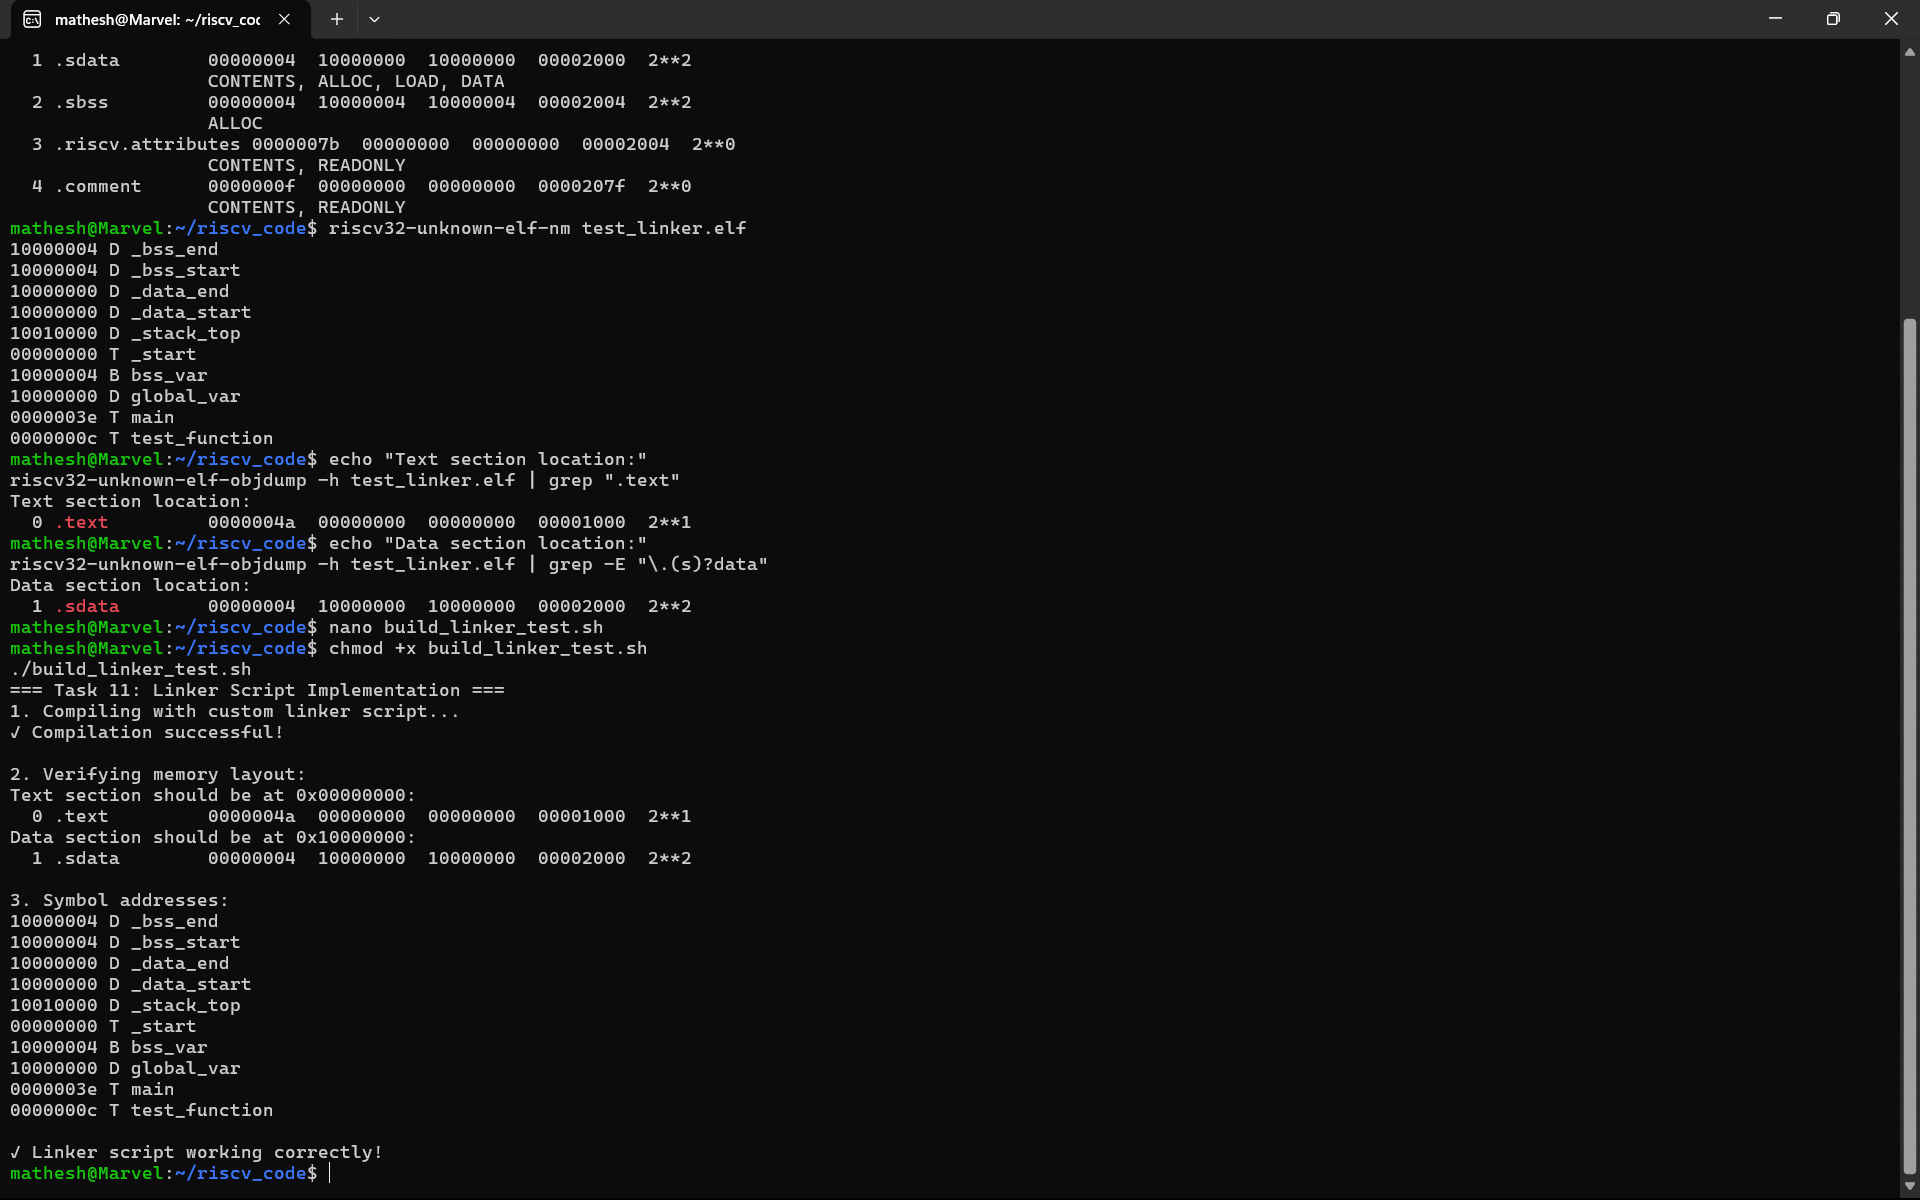 mathesh@Marvel: ~/riscv_coc
  1 .sdata        00000004  10000000  10000000  00002000  2**2
                  CONTENTS, ALLOC, LOAD, DATA
  2 .sbss         00000004  10000004  10000004  00002004  2**2
                  ALLOC
  3 .riscv.attributes 0000007b  00000000  00000000  00002004  2**0
                  CONTENTS, READONLY
  4 .comment      0000000f  00000000  00000000  0000207f  2**0
                  CONTENTS, READONLY
mathesh@Marvel:~/riscv_code$ riscv32-unknown-elf-nm test_linker.elf
10000004 D _bss_end
10000004 D _bss_start
10000000 D _data_end
10000000 D _data_start
10010000 D _stack_top
00000000 T _start
10000004 B bss_var
10000000 D global_var
0000003e T main
0000000c T test_function
mathesh@Marvel:~/riscv_code$ echo "Text section location:"
riscv32-unknown-elf-objdump -h test_linker.elf | grep ".text"
Text section location:
  0 .text         0000004a  00000000  00000000  00001000  2**1
mathesh@Marvel:~/riscv_code$ echo "Data section location:"
riscv32-unknown-elf-objdump -h test_linker.elf | grep -E "\.(s)?data"
Data section location:
  1 .sdata        00000004  10000000  10000000  00002000  2**2
mathesh@Marvel:~/riscv_code$ nano build_linker_test.sh
mathesh@Marvel:~/riscv_code$ chmod +x build_linker_test.sh
./build_linker_test.sh
=== Task 11: Linker Script Implementation ===
1. Compiling with custom linker script...
✓ Compilation successful!

2. Verifying memory layout:
Text section should be at 0x00000000:
  0 .text         0000004a  00000000  00000000  00001000  2**1
Data section should be at 0x10000000:
  1 .sdata        00000004  10000000  10000000  00002000  2**2

3. Symbol addresses:
10000004 D _bss_end
10000004 D _bss_start
10000000 D _data_end
10000000 D _data_start
10010000 D _stack_top
00000000 T _start
10000004 B bss_var
10000000 D global_var
0000003e T main
0000000c T test_function

✓ Linker script working correctly!
mathesh@Marvel:~/riscv_code$